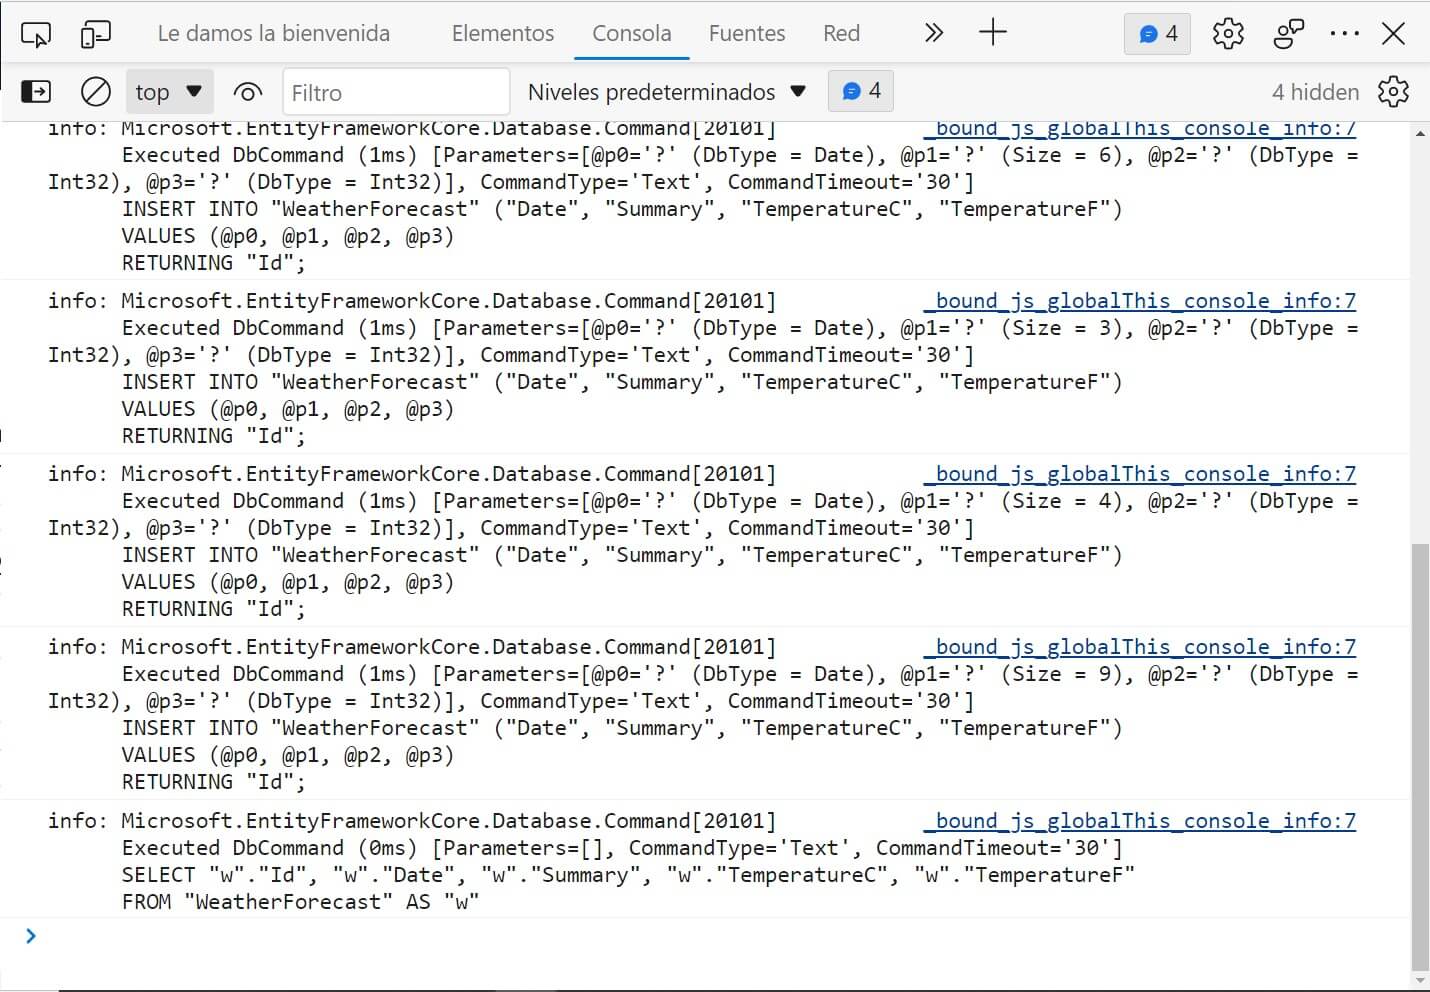 Le damos la bienvenida Elementos Consola Fuentes Red 4
top Filtro Niveles predeterminados 4 4 hidden
info: Microsoft.EntityFrameworkCore.Database.Command[20101] _bound_js_globalThis_console_info:7
Executed DbCommand (1ms) [Parameters=[@p0='?' (DbType = Date), @p1='?' (Size = 6), @p2='?' (DbType =
Int32), @p3='?' (DbType = Int32)], CommandType='Text', CommandTimeout='30']
INSERT INTO "WeatherForecast" ("Date", "Summary", "TemperatureC", "TemperatureF")
VALUES (@p0, @p1, @p2, @p3)
RETURNING "Id";
info: Microsoft.EntityFrameworkCore.Database.Command[20101] _bound_js_globalThis_console_info:7
Executed DbCommand (1ms) [Parameters=[@p0='?' (DbType = Date), @p1='?' (Size = 3), @p2='?' (DbType =
Int32), @p3='?' (DbType = Int32)], CommandType='Text', CommandTimeout='30']
INSERT INTO "WeatherForecast" ("Date", "Summary", "TemperatureC", "TemperatureF")
VALUES (@p0, @p1, @p2, @p3)
RETURNING "Id";
info: Microsoft.EntityFrameworkCore.Database.Command[20101] _bound_js_globalThis_console_info:7
Executed DbCommand (1ms) [Parameters=[@p0='?' (DbType = Date), @p1='?' (Size = 4), @p2='?' (DbType =
Int32), @p3='?' (DbType = Int32)], CommandType='Text', CommandTimeout='30']
INSERT INTO "WeatherForecast" ("Date", "Summary", "TemperatureC", "TemperatureF")
VALUES (@p0, @p1, @p2, @p3)
RETURNING "Id";
info: Microsoft.EntityFrameworkCore.Database.Command[20101] _bound_js_globalThis_console_info:7
Executed DbCommand (1ms) [Parameters=[@p0='?' (DbType = Date), @p1='?' (Size = 9), @p2='?' (DbType =
Int32), @p3='?' (DbType = Int32)], CommandType='Text', CommandTimeout='30']
INSERT INTO "WeatherForecast" ("Date", "Summary", "TemperatureC", "TemperatureF")
VALUES (@p0, @p1, @p2, @p3)
RETURNING "Id";
info: Microsoft.EntityFrameworkCore.Database.Command[20101] _bound_js_globalThis_console_info:7
Executed DbCommand (0ms) [Parameters=[], CommandType='Text', CommandTimeout='30']
SELECT "w"."Id", "w"."Date", "w"."Summary", "w"."TemperatureC", "w"."TemperatureF"
FROM "WeatherForecast" AS "w"